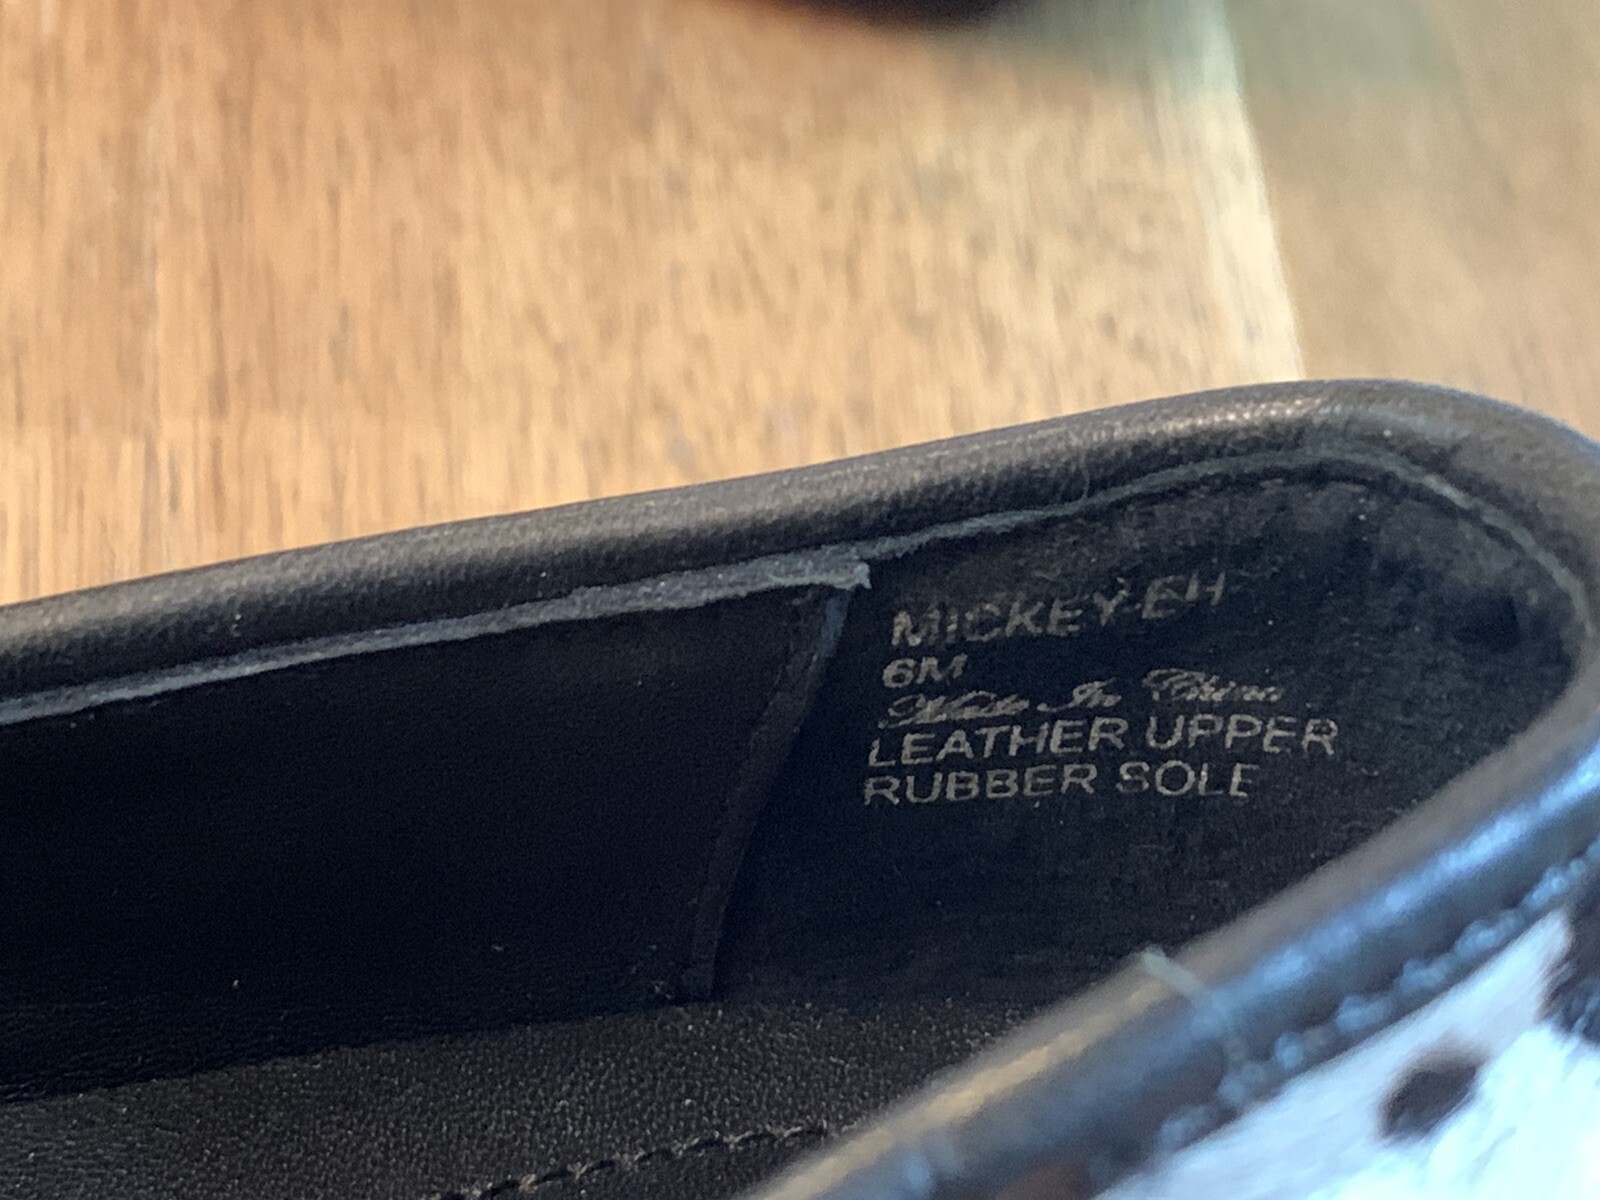 MICKEY-EH
6M
Made In China
LEATHER UPPER
RUBBER SOLE